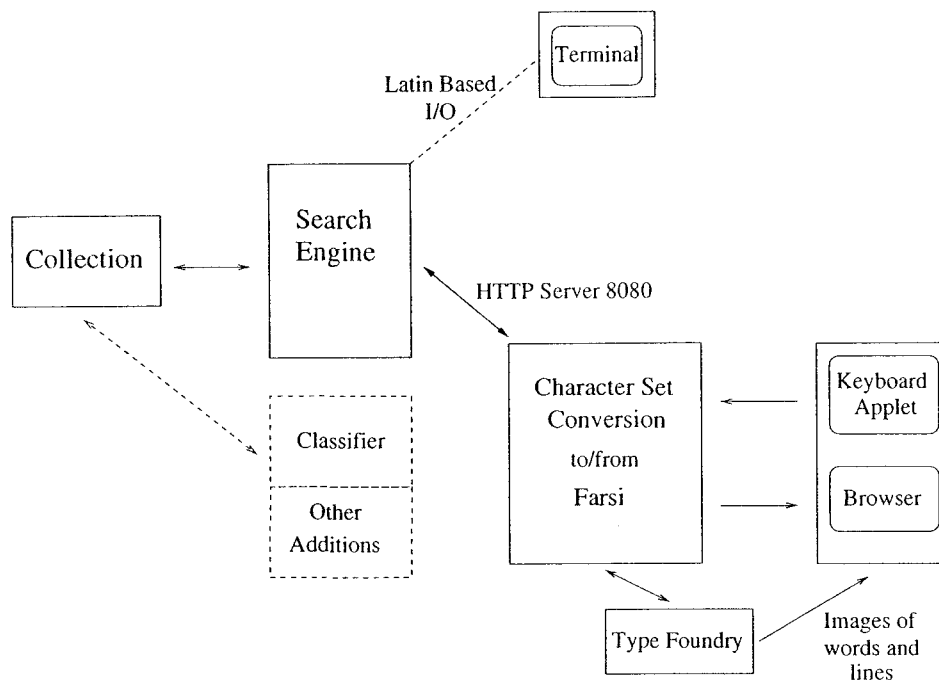 Terminal
Latin Based
I/O
Search
Engine
Collection
HTTP Server 8080
Character Set
Conversion
to/from
Farsi
Keyboard
Applet
Browser
Classifier
Other
Additions
Type Foundry
Images of
words and
lines